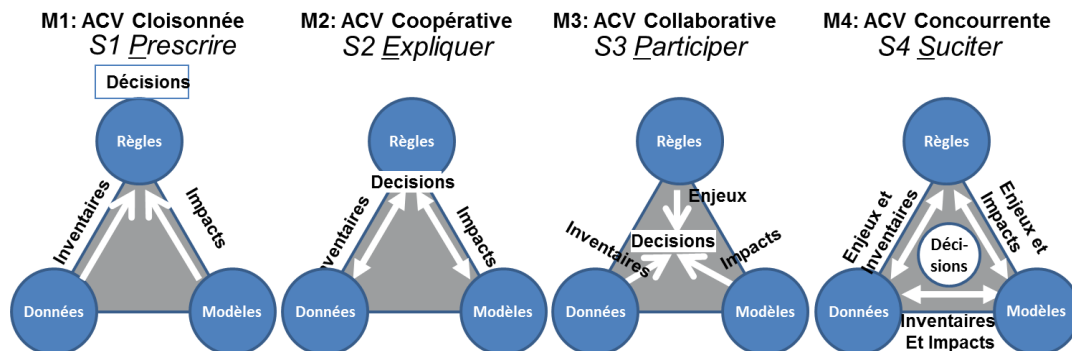 M1: ACV Cloisonnée
S1 Prescrire
Décisions
Règles
Inventaires
Impacts
Données
Modèles
M2: ACV Coopérative
S2 Expliquer
Règles
Decisions
Inventaires
Impacts
Données
Modèles
M3: ACV Collaborative
S3 Participer
Règles
Enjeux
Decisions
Inventaires
Impacts
Données
Modèles
M4: ACV Concourrente
S4 Suciter
Règles
Enjeux et
Inventaires
Enjeux et
Impacts
Déci-
sions
Données
Modèles
Inventaires
Et Impacts